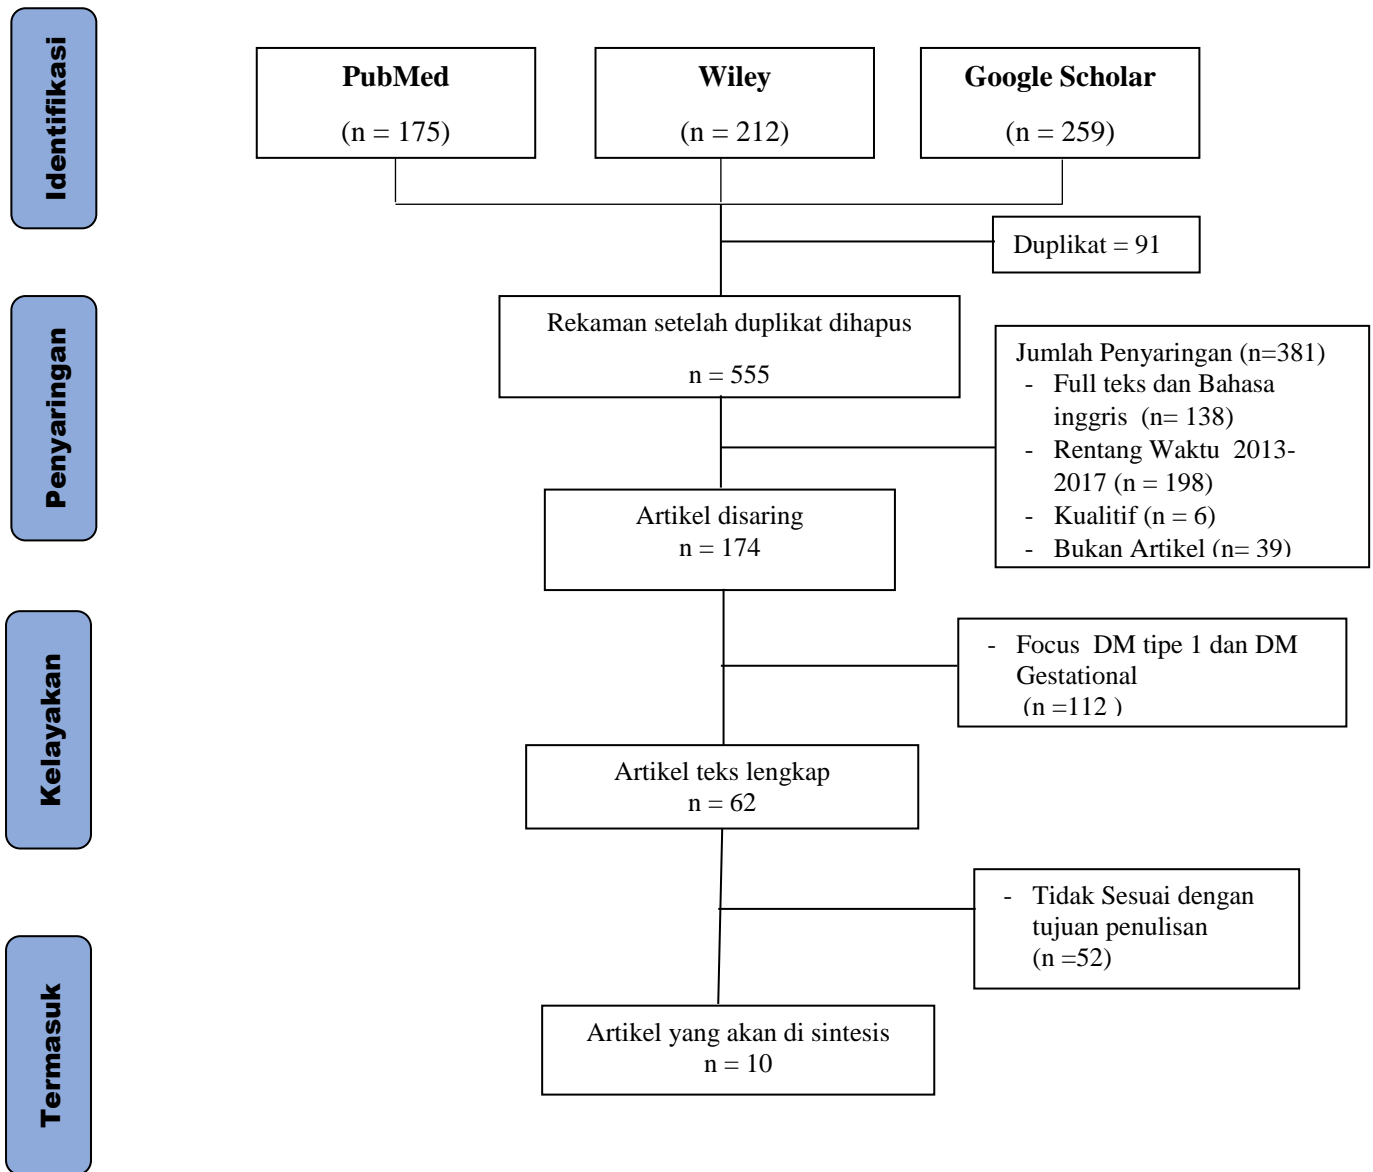 Identifikasi
PubMed
(n = 175)
Wiley
(n = 212)
Google Scholar
(n = 259)
Duplikat = 91
Penyaringan
Rekaman setelah duplikat dihapus
n = 555
Jumlah Penyaringan (n=381)
- Full teks dan Bahasa
inggris (n= 138)
- Rentang Waktu 2013-
2017 (n = 198)
- Kualitif (n = 6)
- Bukan Artikel (n= 39)
Artikel disaring
n = 174
Kelayakan
- Focus DM tipe 1 dan DM
Gestational
(n =112 )
Artikel teks lengkap
n = 62
- Tidak Sesuai dengan
tujuan penulisan
(n =52)
Termasuk
Artikel yang akan di sintesis
n = 10